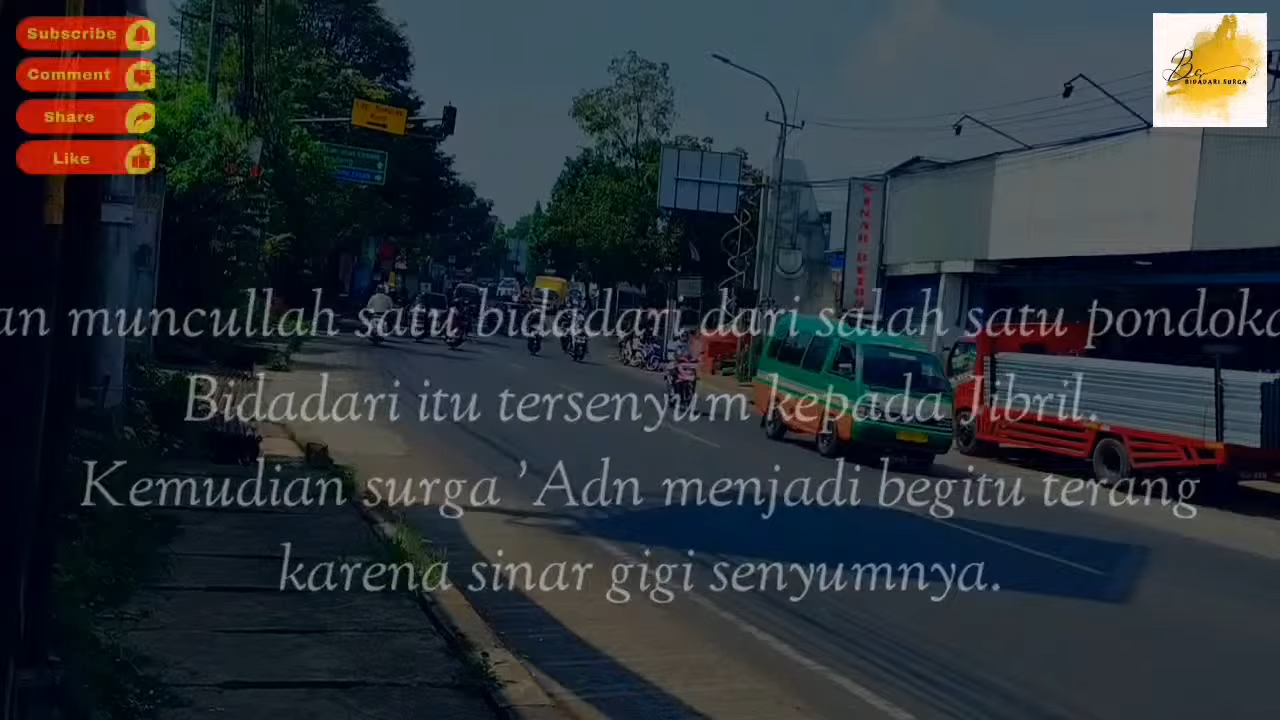 Subscribe
Comment
Share
Like
BIDADARI SURGA
an muncullah satu bidadari dari salah satu pondoka
Bidadari itu tersenyum kepada Jibril.
Kemudian surga 'Adn menjadi begitu terang
karena sinar gigi senyumnya.
SINAR